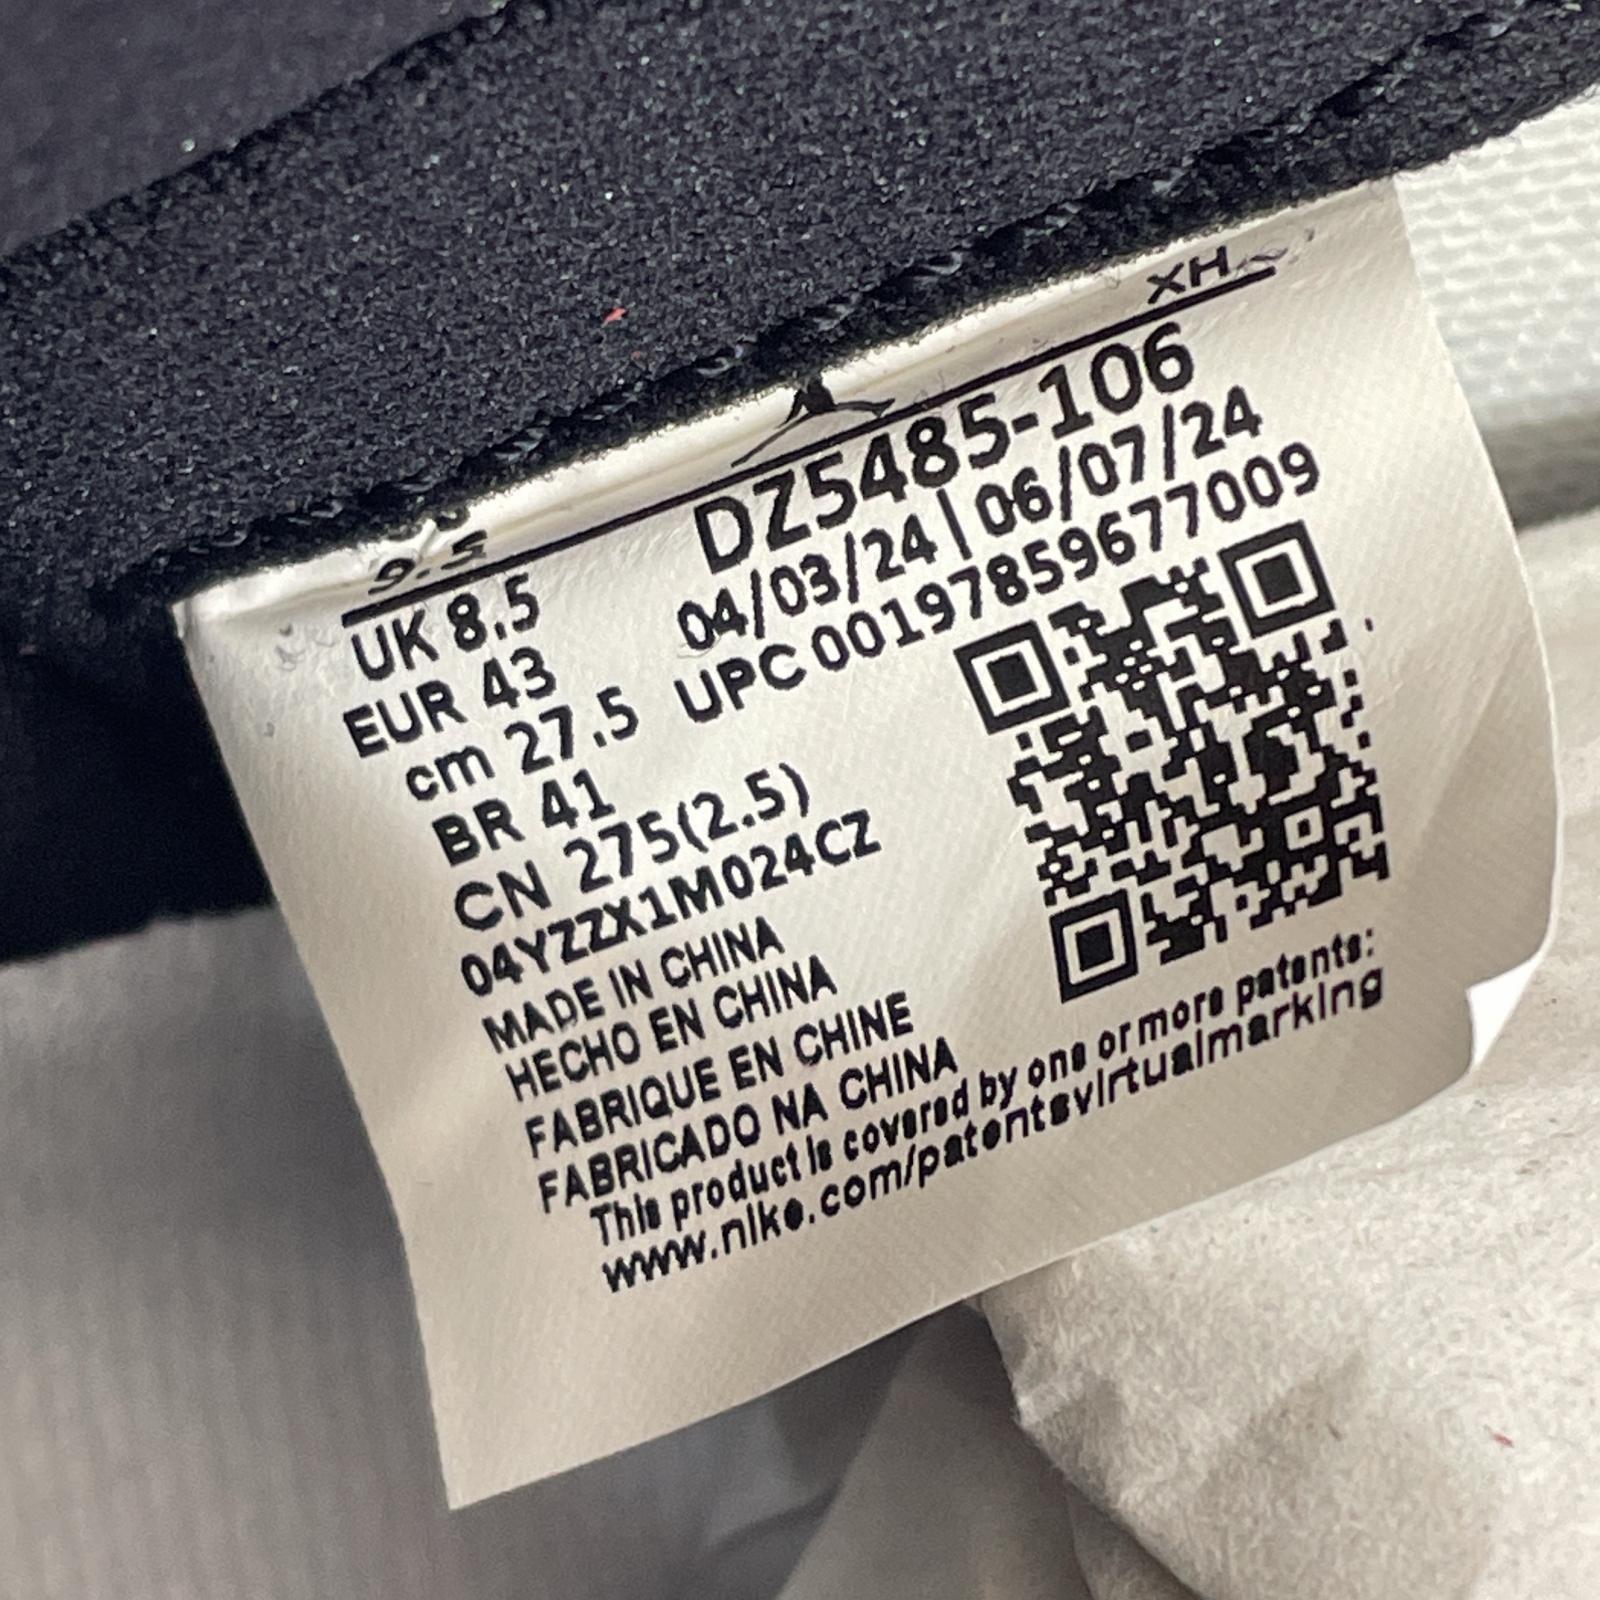 XH
9.5
DZ5485-106
UK 8.5
04/03/24 | 06/07/24
EUR 43
UPC 00197859677009
cm 27.5
BR 41
CN 275(2.5)
04YZZX1M024CZ
MADE IN CHINA
HECHO EN CHINA
FABRIQUE EN CHINE
FABRICADO NA CHINA
This product is covered by one or more patents:
www.nike.com/patentsvirtualmarking